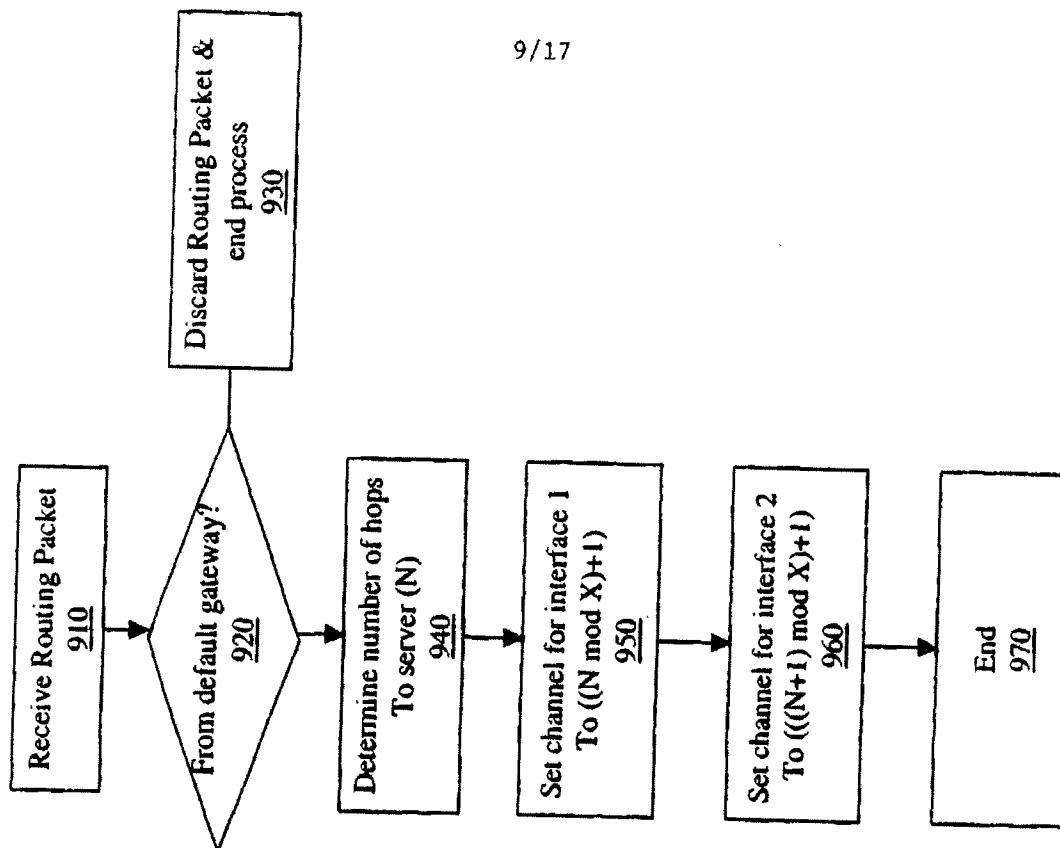 9/17
Receive Routing Packet
910
From default gateway?
920
Discard Routing Packet &
end process
930
Determine number of hops
To server (N)
940
Set channel for interface 1
To ((N mod X)+1)
950
Set channel for interface 2
To (((N+1) mod X)+1)
960
End
970